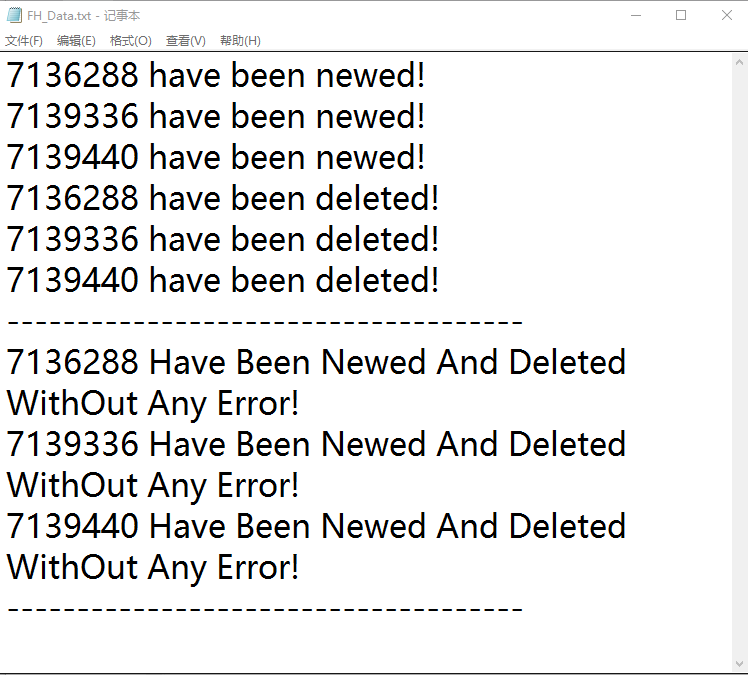 FH_Data.txt - 记事本
文件(F) 编辑(E) 格式(O) 查看(V) 帮助(H)
7136288 have been newed!
7139336 have been newed!
7139440 have been newed!
7136288 have been deleted!
7139336 have been deleted!
7139440 have been deleted!
-------------------------------------
7136288 Have Been Newed And Deleted
WithOut Any Error!
7139336 Have Been Newed And Deleted
WithOut Any Error!
7139440 Have Been Newed And Deleted
WithOut Any Error!
-------------------------------------